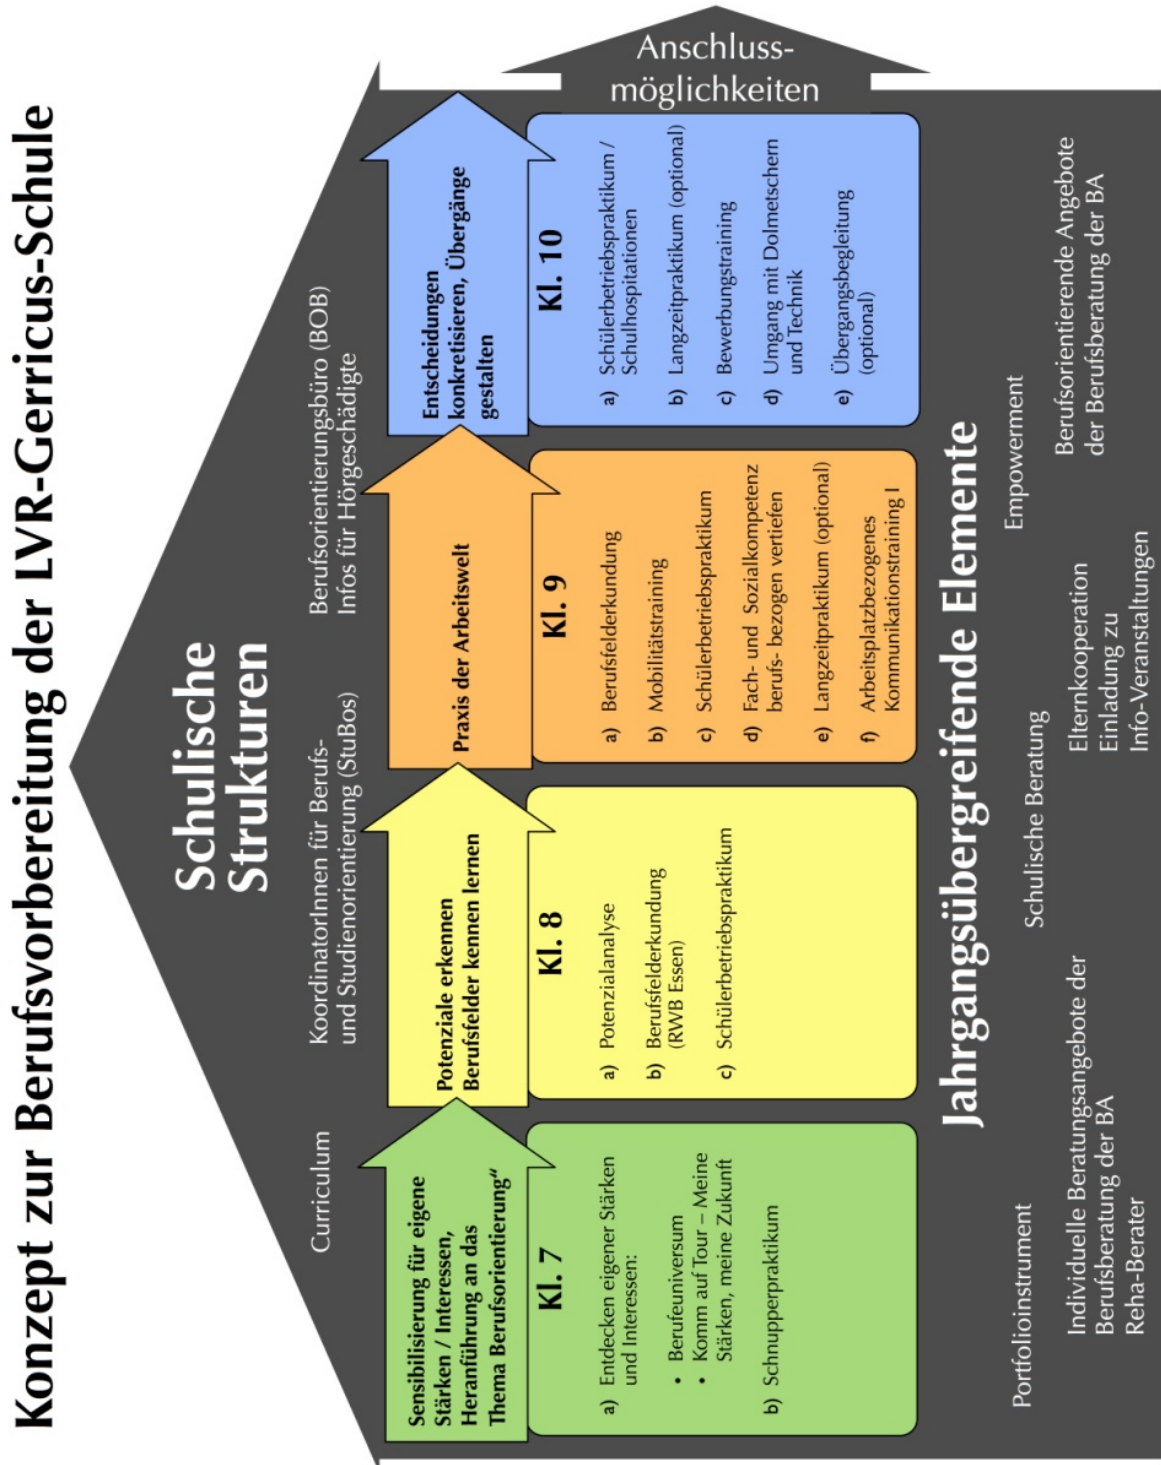 Konzept zur Berufsvorbereitung der LVR-Gerricus-Schule
Schulische
Strukturen
Curriculum
KoordinatorInnen für Berufs-
und Studienorientierung (StuBos)
Berufsorientierungsbüro (BOB)
Infos für Hörgeschädigte
Sensibilisierung für eigene
Stärken / Interessen,
Heranführung an das
Thema Berufsorientierung“
Kl. 7
a) Entdecken eigener Stärken
und Interessen:
• Berufeuniversum
• Komm auf Tour – Meine
Stärken, meine Zukunft
b) Schnupperpraktikum
Potenziale erkennen
Berufsfelder kennen lernen
Kl. 8
a) Potenzialanalyse
b) Berufsfelderkundung
(RWB Essen)
c) Schülerbetriebspraktikum
Praxis der Arbeitswelt
Kl. 9
a) Berufsfelderkundung
b) Mobilitätstraining
c) Schülerbetriebspraktikum
d) Fach- und Sozialkompetenz
berufs- bezogen vertiefen
e) Langzeitpraktikum (optional)
f) Arbeitsplatzbezogenes
Kommunikationstraining I
Entscheidungen
konkretisieren, Übergänge
gestalten
Kl. 10
a) Schülerbetriebspraktikum /
Schulhospitationen
b) Langzeitpraktikum (optional)
c) Bewerbungstraining
d) Umgang mit Dolmetschern
und Technik
e) Übergangsbegleitung
(optional)
Anschluss-
möglichkeiten
Jahrgangsübergreifende Elemente
Portfolioinstrument
Schulische Beratung
Empowerment
Individuelle Beratungsangebote der
Berufsberatung der BA
Reha-Berater
Elternkooperation
Einladung zu
Info-Veranstaltungen
Berufsorientierende Angebote
der Berufsberatung der BA